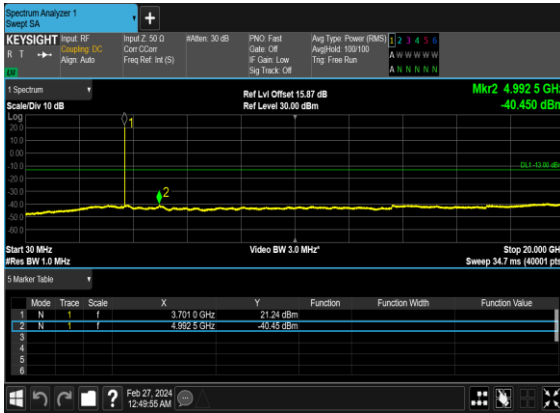 Spectrum Analyzer 1
Swept SA
+
KEYSIGHT
R T
LXI
Input: RF
Coupling: DC
Align: Auto
Input Z: 50 Ω
Corr CCorr
Freq Ref: Int (S)
#Atten: 30 dB
PNO: Fast
Gate: Off
IF Gain: Low
Sig Track: Off
Avg Type: Power (RMS)
Avg|Hold: 100/100
Trig: Free Run
1 2 3 4 5 6
A W W W W W
A N N N N N
1 Spectrum
Scale/Div 10 dB
Ref Lvl Offset 15.87 dB
Ref Level 30.00 dBm
Mkr2 4.992 5 GHz
-40.450 dBm
Log
20.0
10.0
0.00
-10.0
-20.0
-30.0
-40.0
-50.0
-60.0
1
2
DL1 -13.00 dBm
Start 30 MHz
#Res BW 1.0 MHz
Video BW 3.0 MHz*
Stop 20.000 GHz
Sweep 34.7 ms (40001 pts)
5 Marker Table
Mode Trace Scale X Y Function Function Width Function Value
1 N 1 f 3.701 0 GHz 21.24 dBm
2 N 1 f 4.992 5 GHz -40.45 dBm
3
4
5
6
?
Feb 27, 2024
12:49:55 AM